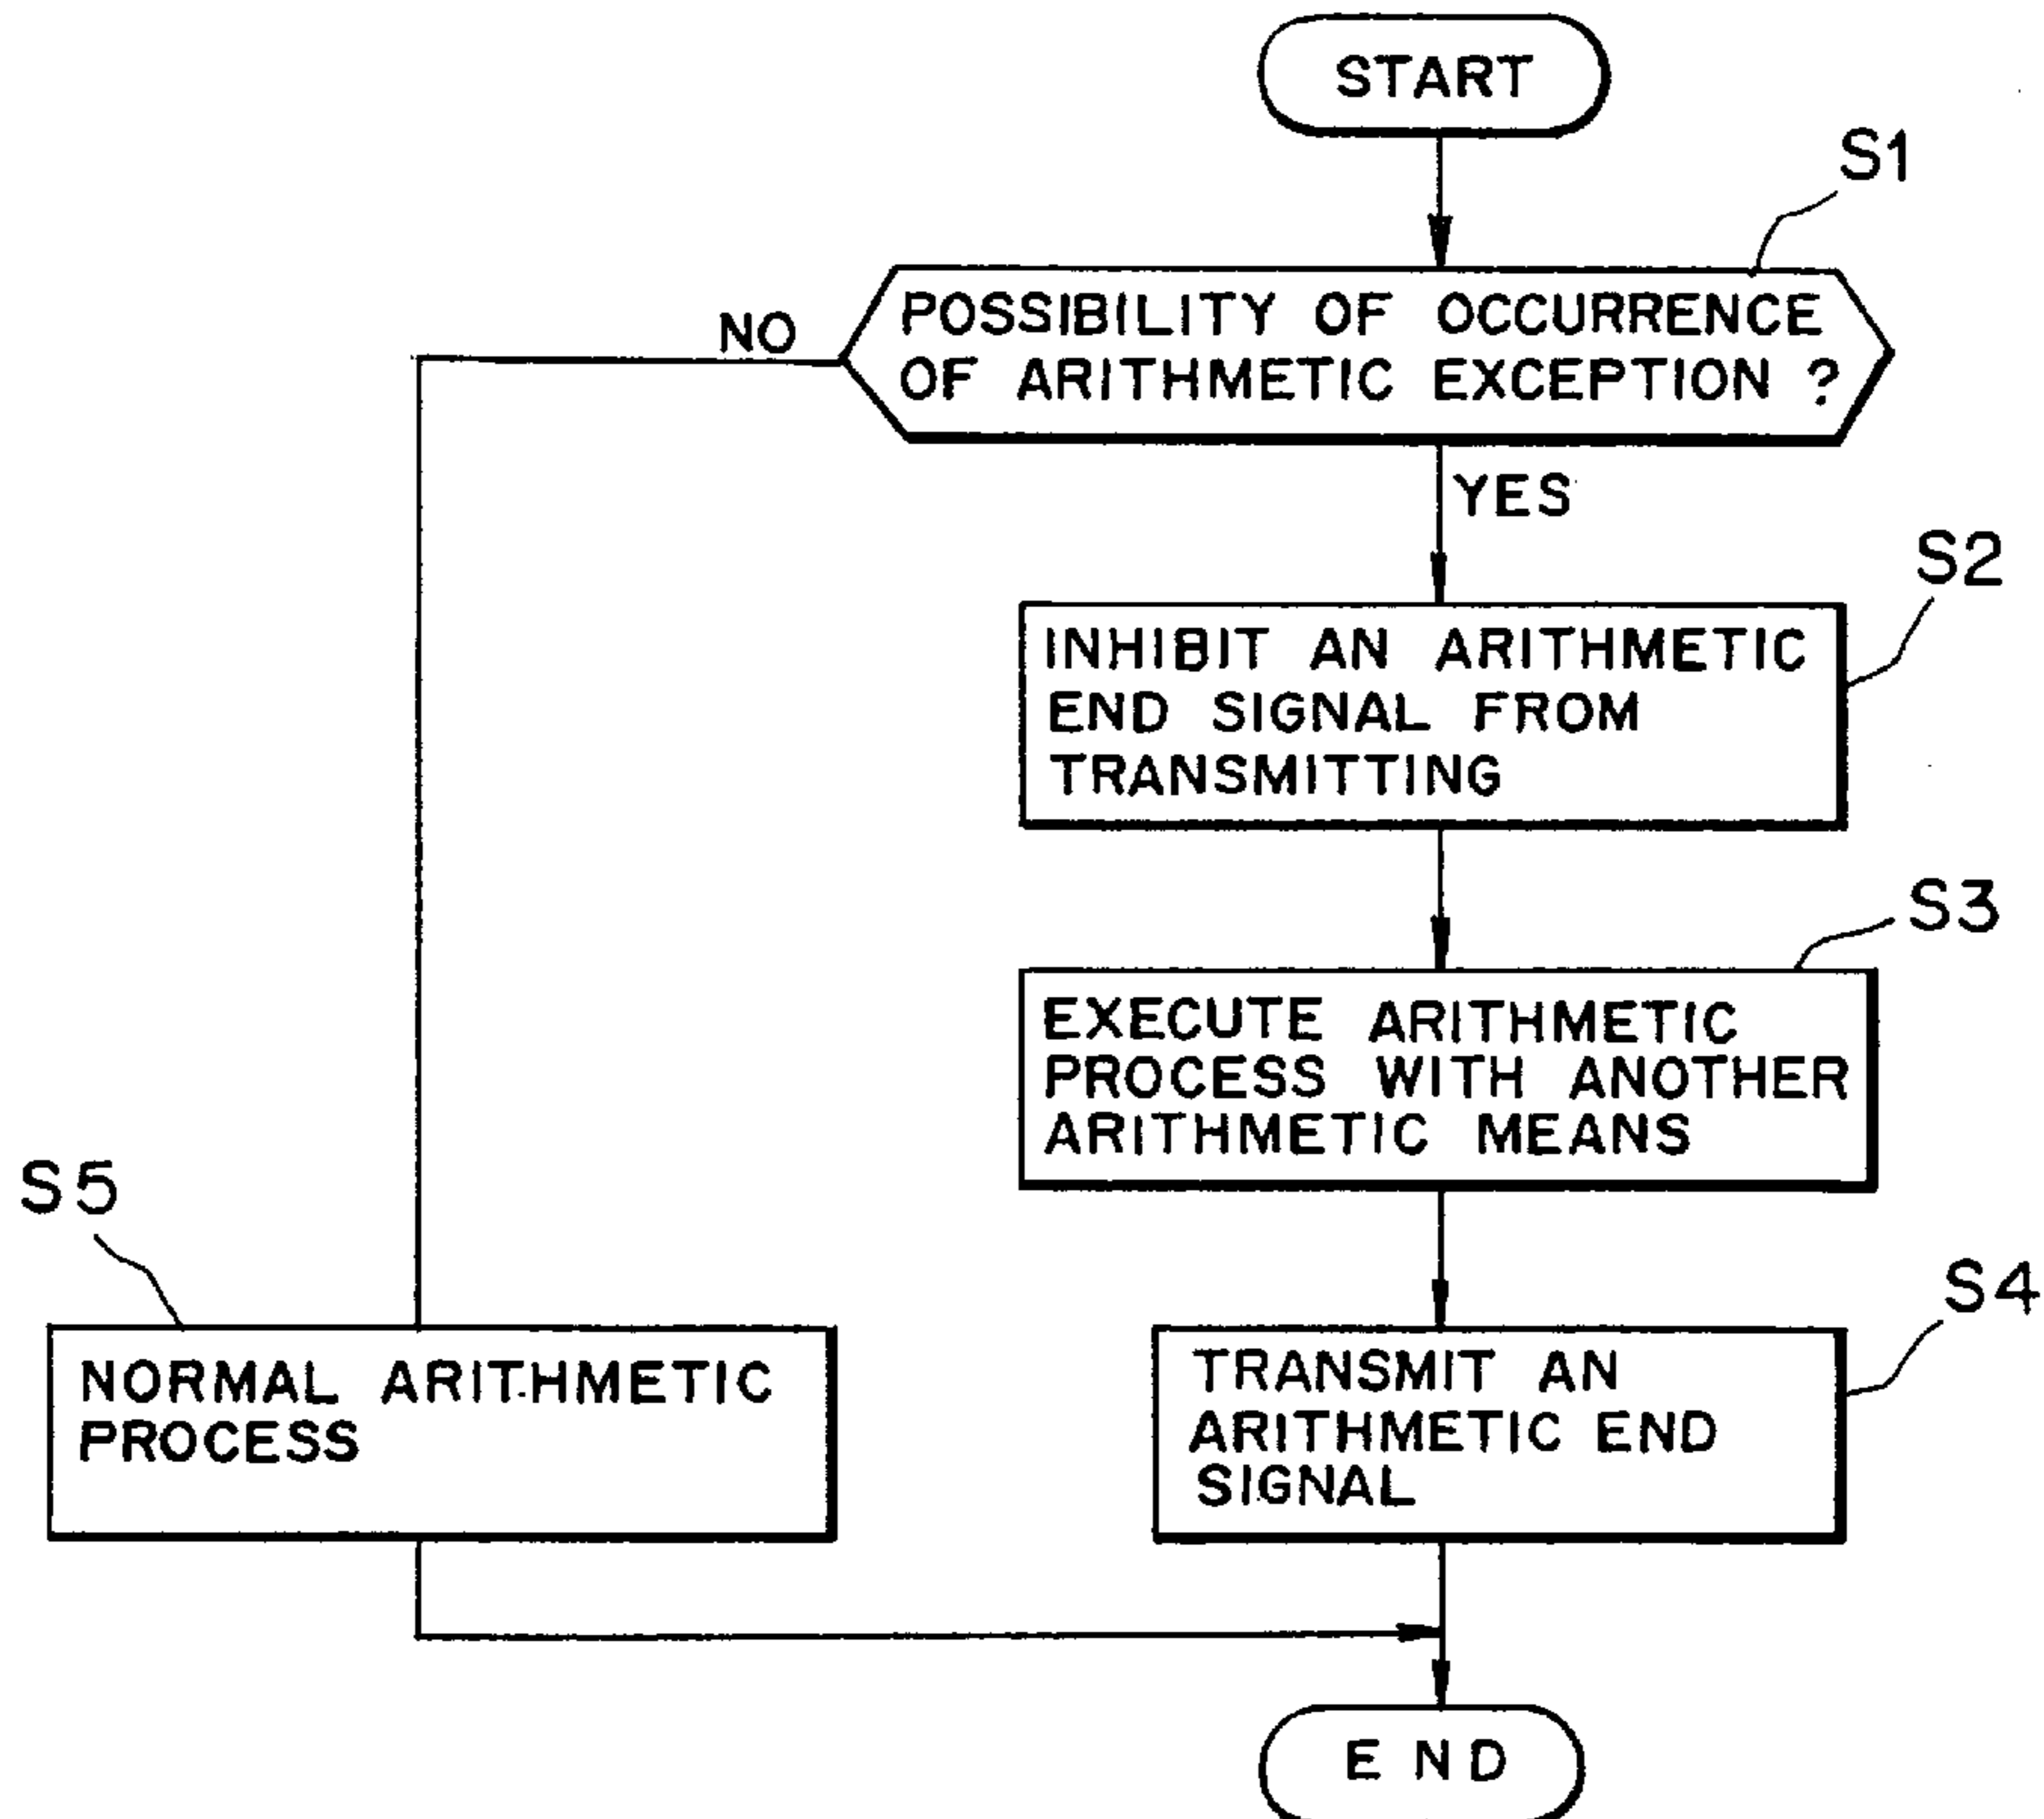 START
S1
NO
POSSIBILITY OF OCCURRENCE
OF ARITHMETIC EXCEPTION ?
YES
S2
INHIBIT AN ARITHMETIC
END SIGNAL FROM
TRANSMITTING
S3
EXECUTE ARITHMETIC
PROCESS WITH ANOTHER
ARITHMETIC MEANS
S5
NORMAL ARITHMETIC
PROCESS
S4
TRANSMIT AN
ARITHMETIC END
SIGNAL
END